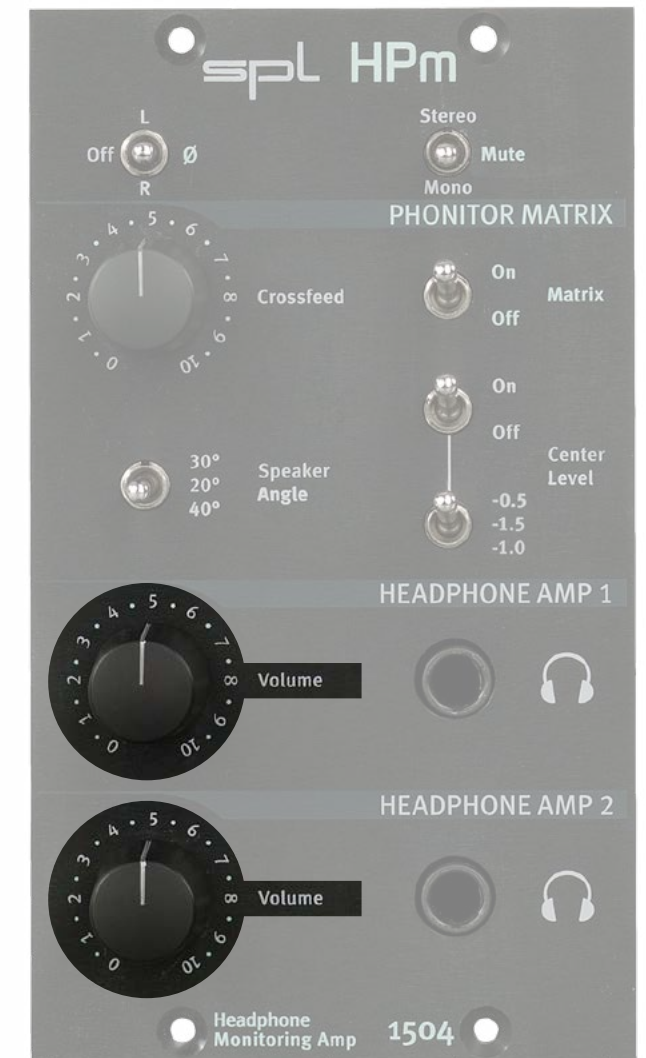 spl HPm
L
Off Ø
R
Stereo
Mute
Mono
PHONITOR MATRIX
0 1 2 3 4 5 6 7 8 9 10
Crossfeed
On
Matrix
Off
On
Off
Center
Level
-0.5
-1.5
-1.0
30°
20°
40°
Speaker
Angle
HEADPHONE AMP 1
0 1 2 3 4 5 6 7 8 9 10
Volume
HEADPHONE AMP 2
0 1 2 3 4 5 6 7 8 9 10
Volume
Headphone
Monitoring Amp
1504